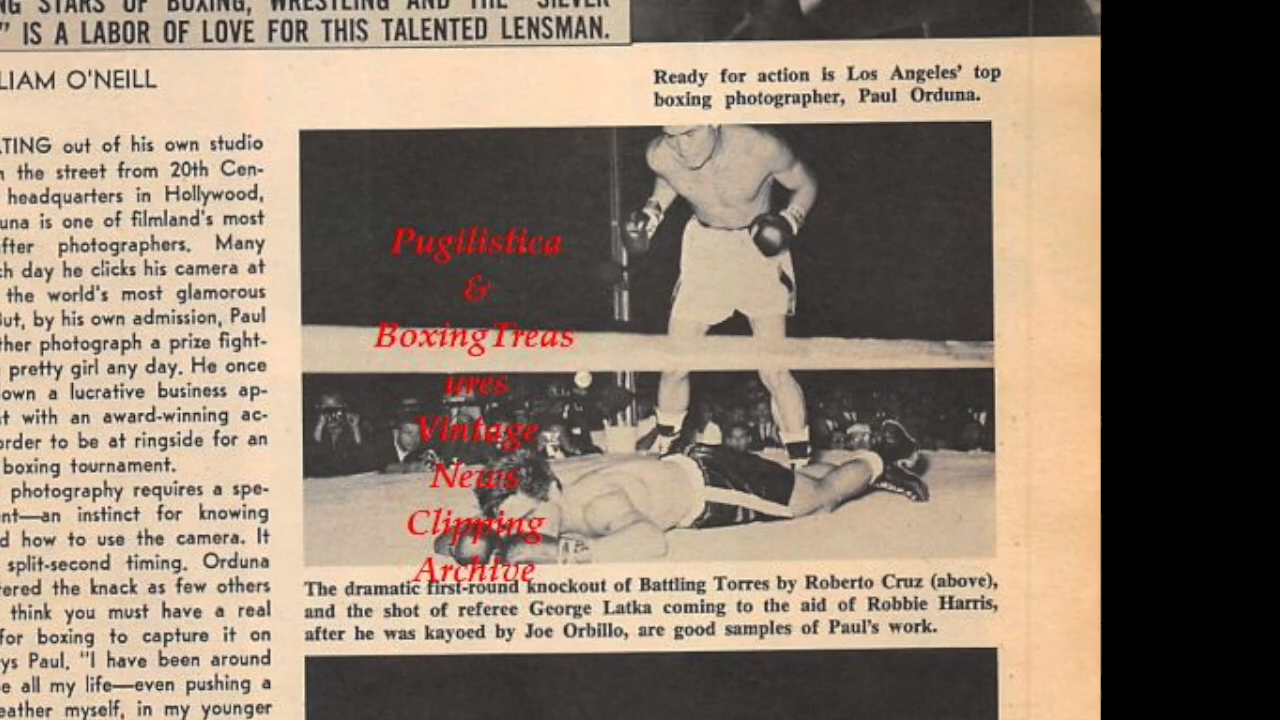 NG STARS OF BOXING, WRESTLING AND THE "SILVER
" IS A LABOR OF LOVE FOR THIS TALENTED LENSMAN.
LIAM O'NEILL
ATING out of his own studio
n the street from 20th Cen-
headquarters in Hollywood,
una is one of filmland's most
fter photographers. Many
ch day he clicks his camera at
the world's most glamorous
But, by his own admission, Paul
ther photograph a prize fight-
pretty girl any day. He once
own a lucrative business ap-
nt with an award-winning ac-
order to be at ringside for an
boxing tournament.
photography requires a spe-
nt—an instinct for knowing
d how to use the camera. It
split-second timing. Orduna
tered the knack as few others
think you must have a real
for boxing to capture it on
ys Paul. "I have been around
e all my life—even pushing a
eather myself, in my younger
Ready for action is Los Angeles' top
boxing photographer, Paul Orduna.
Pugilistica
&
BoxingTreas
ures
Vintage
News
Clipping
Archive
The dramatic first-round knockout of Battling Torres by Roberto Cruz (above),
and the shot of referee George Latka coming to the aid of Robbie Harris,
after he was kayoed by Joe Orbillo, are good samples of Paul's work.